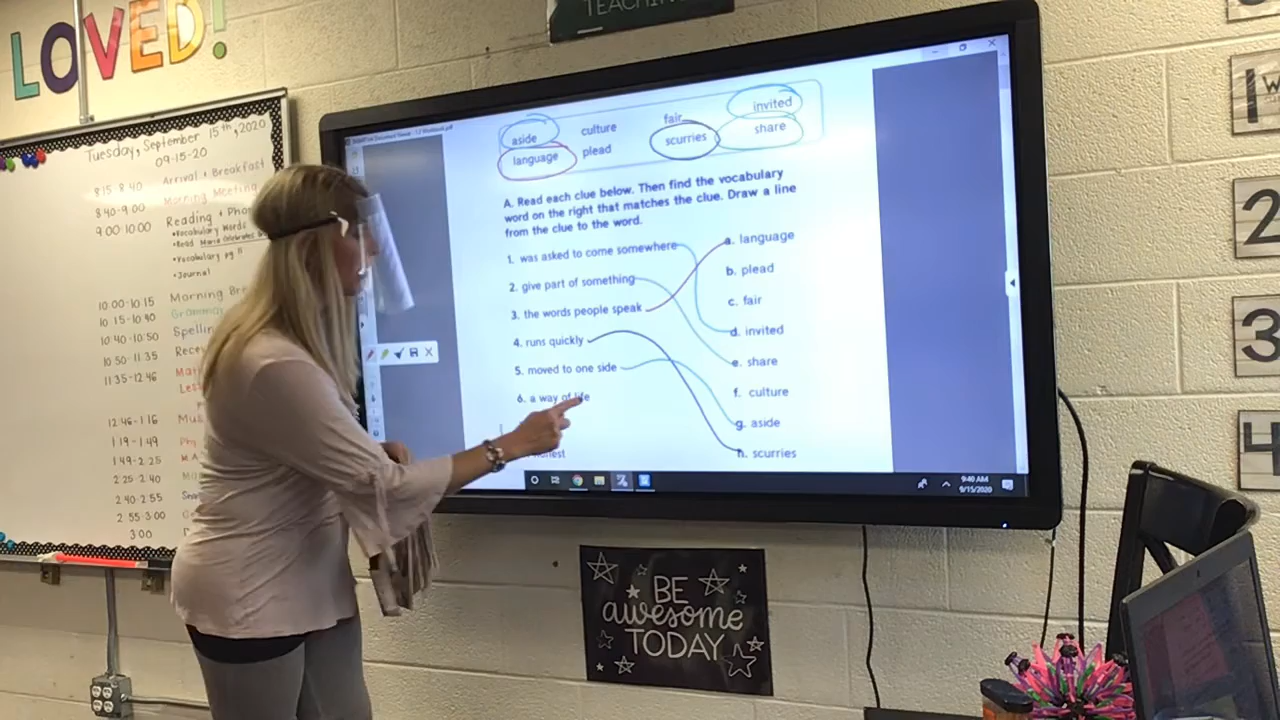 LOVED!
TEACHING
Tuesday, September 15th, 2020
09-15-20
8:15-8:40 Arrival + Breakfast
8:40-9:00 Morning Meeting
9:00-10:00 Reading +
• Vocabulary Words
• Read
• Vocabulary pg 11
• Journal
10:00-10:15 Morning
10:15-10:40
10:40-10:50 Spelling
10:50-11:35
11:35-12:46
12:46-1:16
1:19-1:49
1:49-2:25
2:25-2:40
2:40-2:55
2:55-3:00
3:00
aside culture fair invited
language plead scurries share
A. Read each clue below. Then find the vocabulary
word on the right that matches the clue. Draw a line
from the clue to the word.
1. was asked to come somewhere a. language
2. give part of something b. plead
3. the words people speak c. fair
4. runs quickly d. invited
5. moved to one side e. share
6. a way of life f. culture
g. aside
h. scurries
9:40 AM
9/15/2020
BE
awesome
TODAY
1
2
3
4